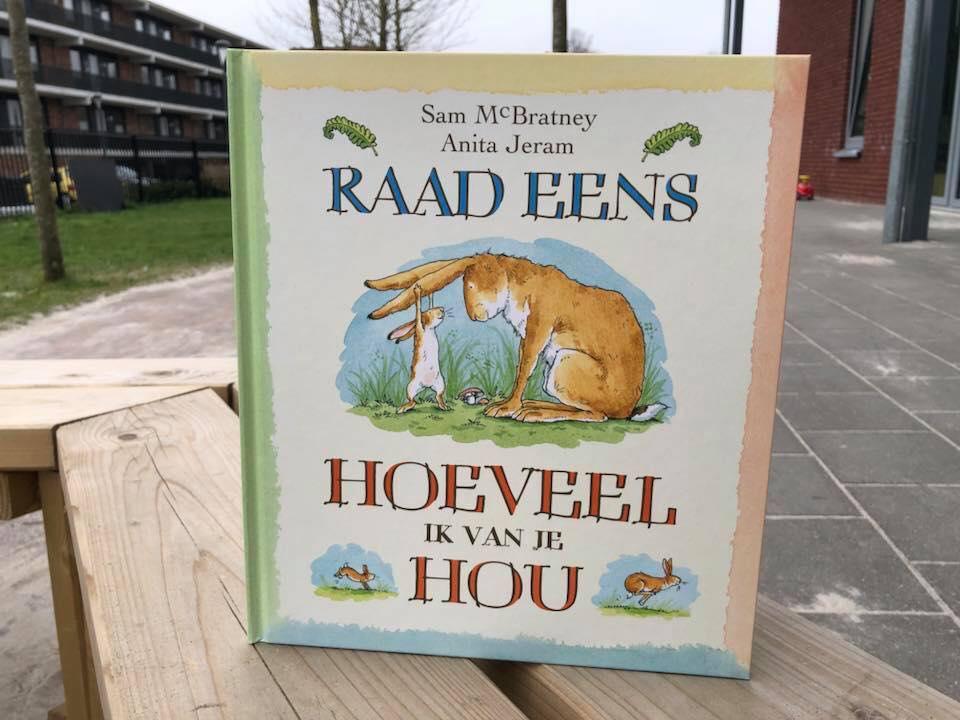 Sam McBratney
Anita Jeram
RAAD EENS
HOEVEEL
IK VAN JE
HOU